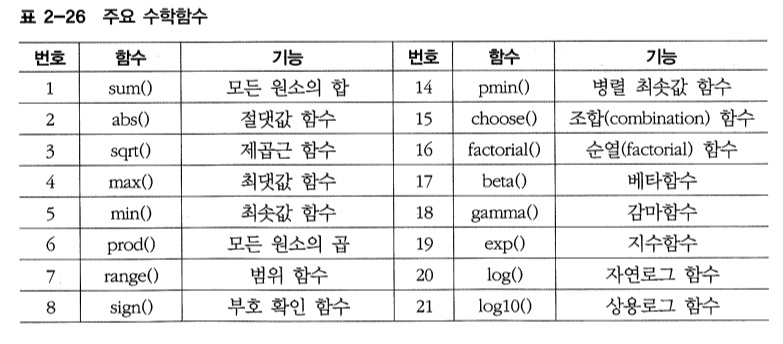 표 2-26 주요 수학함수
번호 함수 기능 번호 함수 기능
1 sum() 모든 원소의 합 14 pmin() 병렬 최솟값 함수
2 abs() 절댓값 함수 15 choose() 조합(combination) 함수
3 sqrt() 제곱근 함수 16 factorial() 순열(factorial) 함수
4 max() 최댓값 함수 17 beta() 베타함수
5 min() 최솟값 함수 18 gamma() 감마함수
6 prod() 모든 원소의 곱 19 exp() 지수함수
7 range() 범위 함수 20 log() 자연로그 함수
8 sign() 부호 확인 함수 21 log10() 상용로그 함수